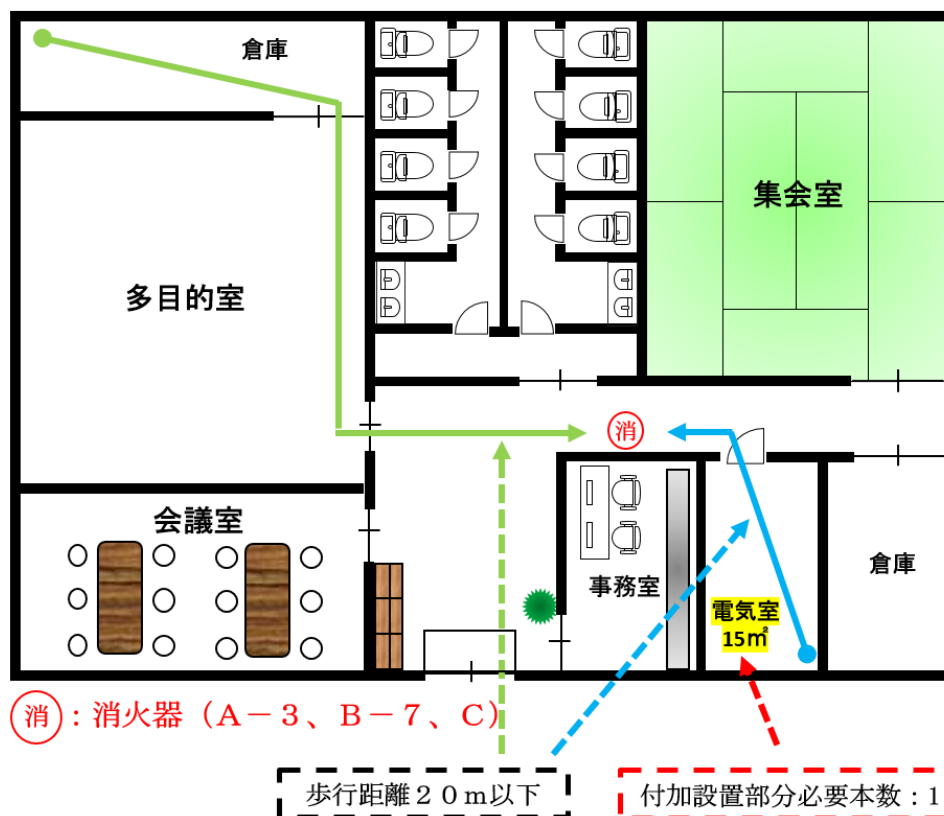 倉庫
集会室
多目的室
消
会議室
事務室
倉庫
電気室
15㎡
消：消火器（A－3、B－7、C）
歩行距離２０ｍ以下
付加設置部分必要本数：1